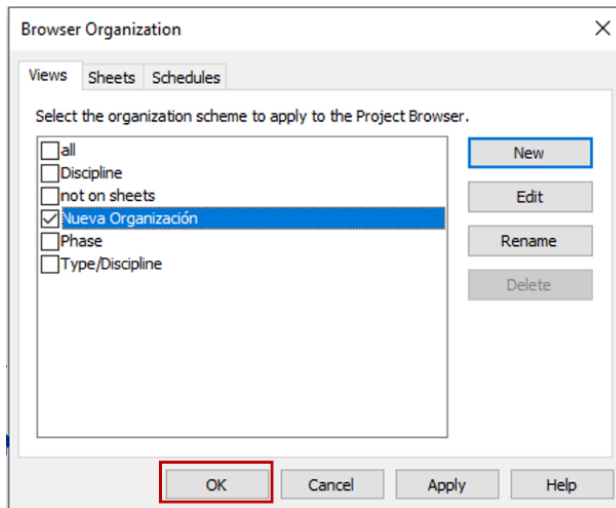 Browser Organization
Views Sheets Schedules
Select the organization scheme to apply to the Project Browser.
all
Discipline
not on sheets
Nueva Organización
Phase
Type/Discipline
New
Edit
Rename
Delete
OK Cancel Apply Help